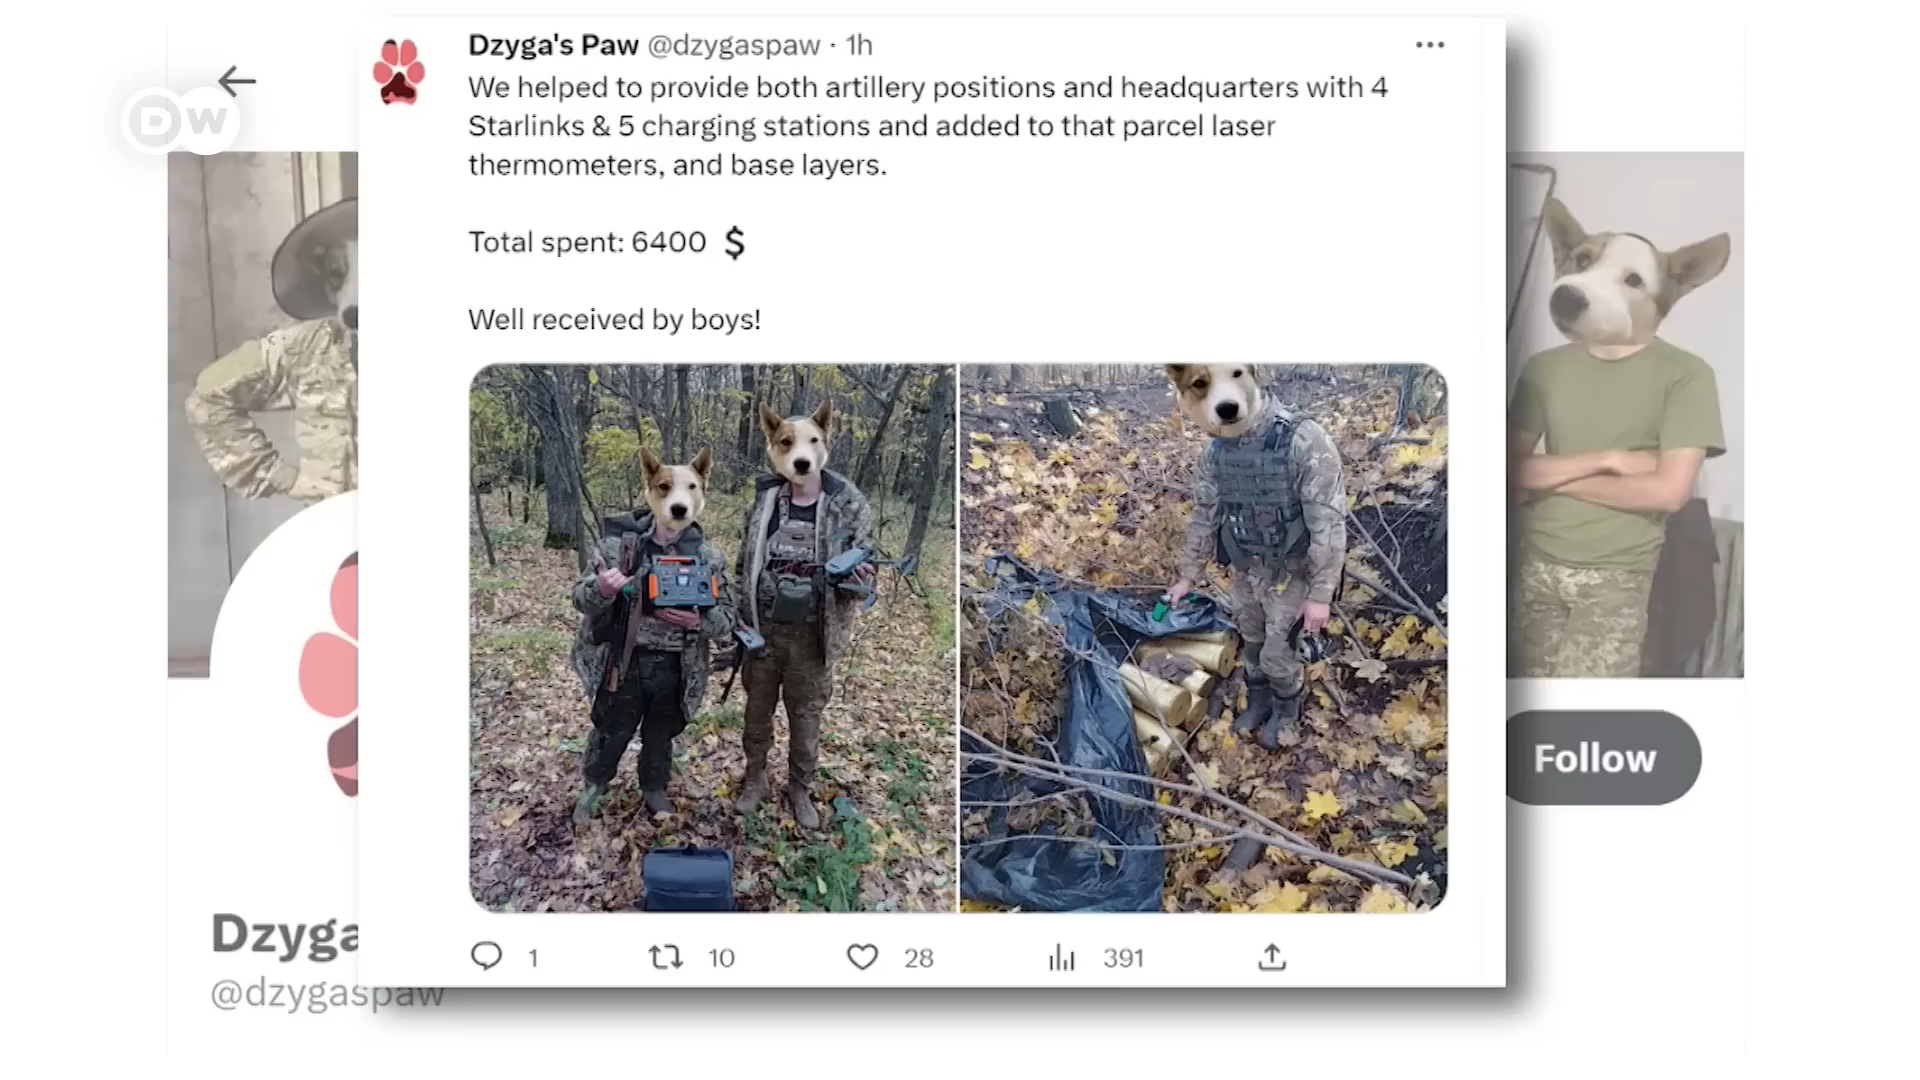 DW
Dzyga's Paw @dzygaspaw · 1h
We helped to provide both artillery positions and headquarters with 4
Starlinks & 5 charging stations and added to that parcel laser
thermometers, and base layers.
Total spent: 6400 $
Well received by boys!
1 10 28 391
Follow
Dzyga
@dzygaspaw